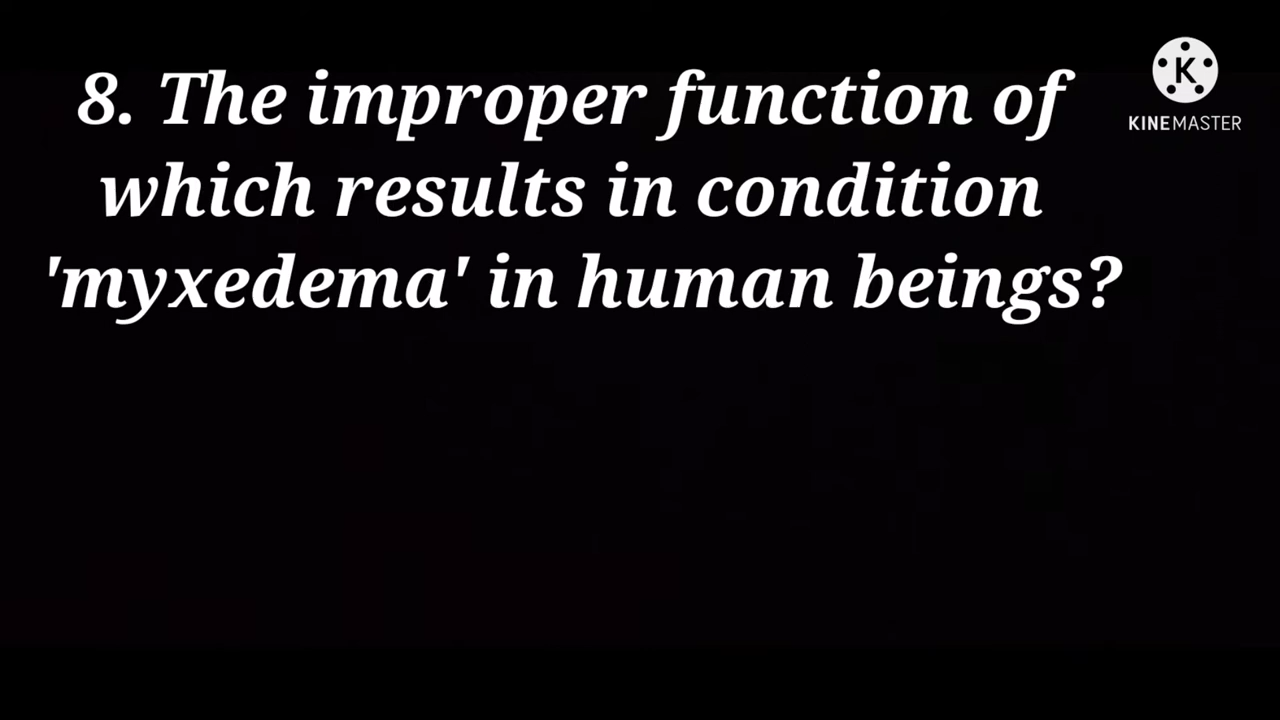 8. The improper function of
which results in condition
'myxedema' in human beings?
K
KINEMASTER